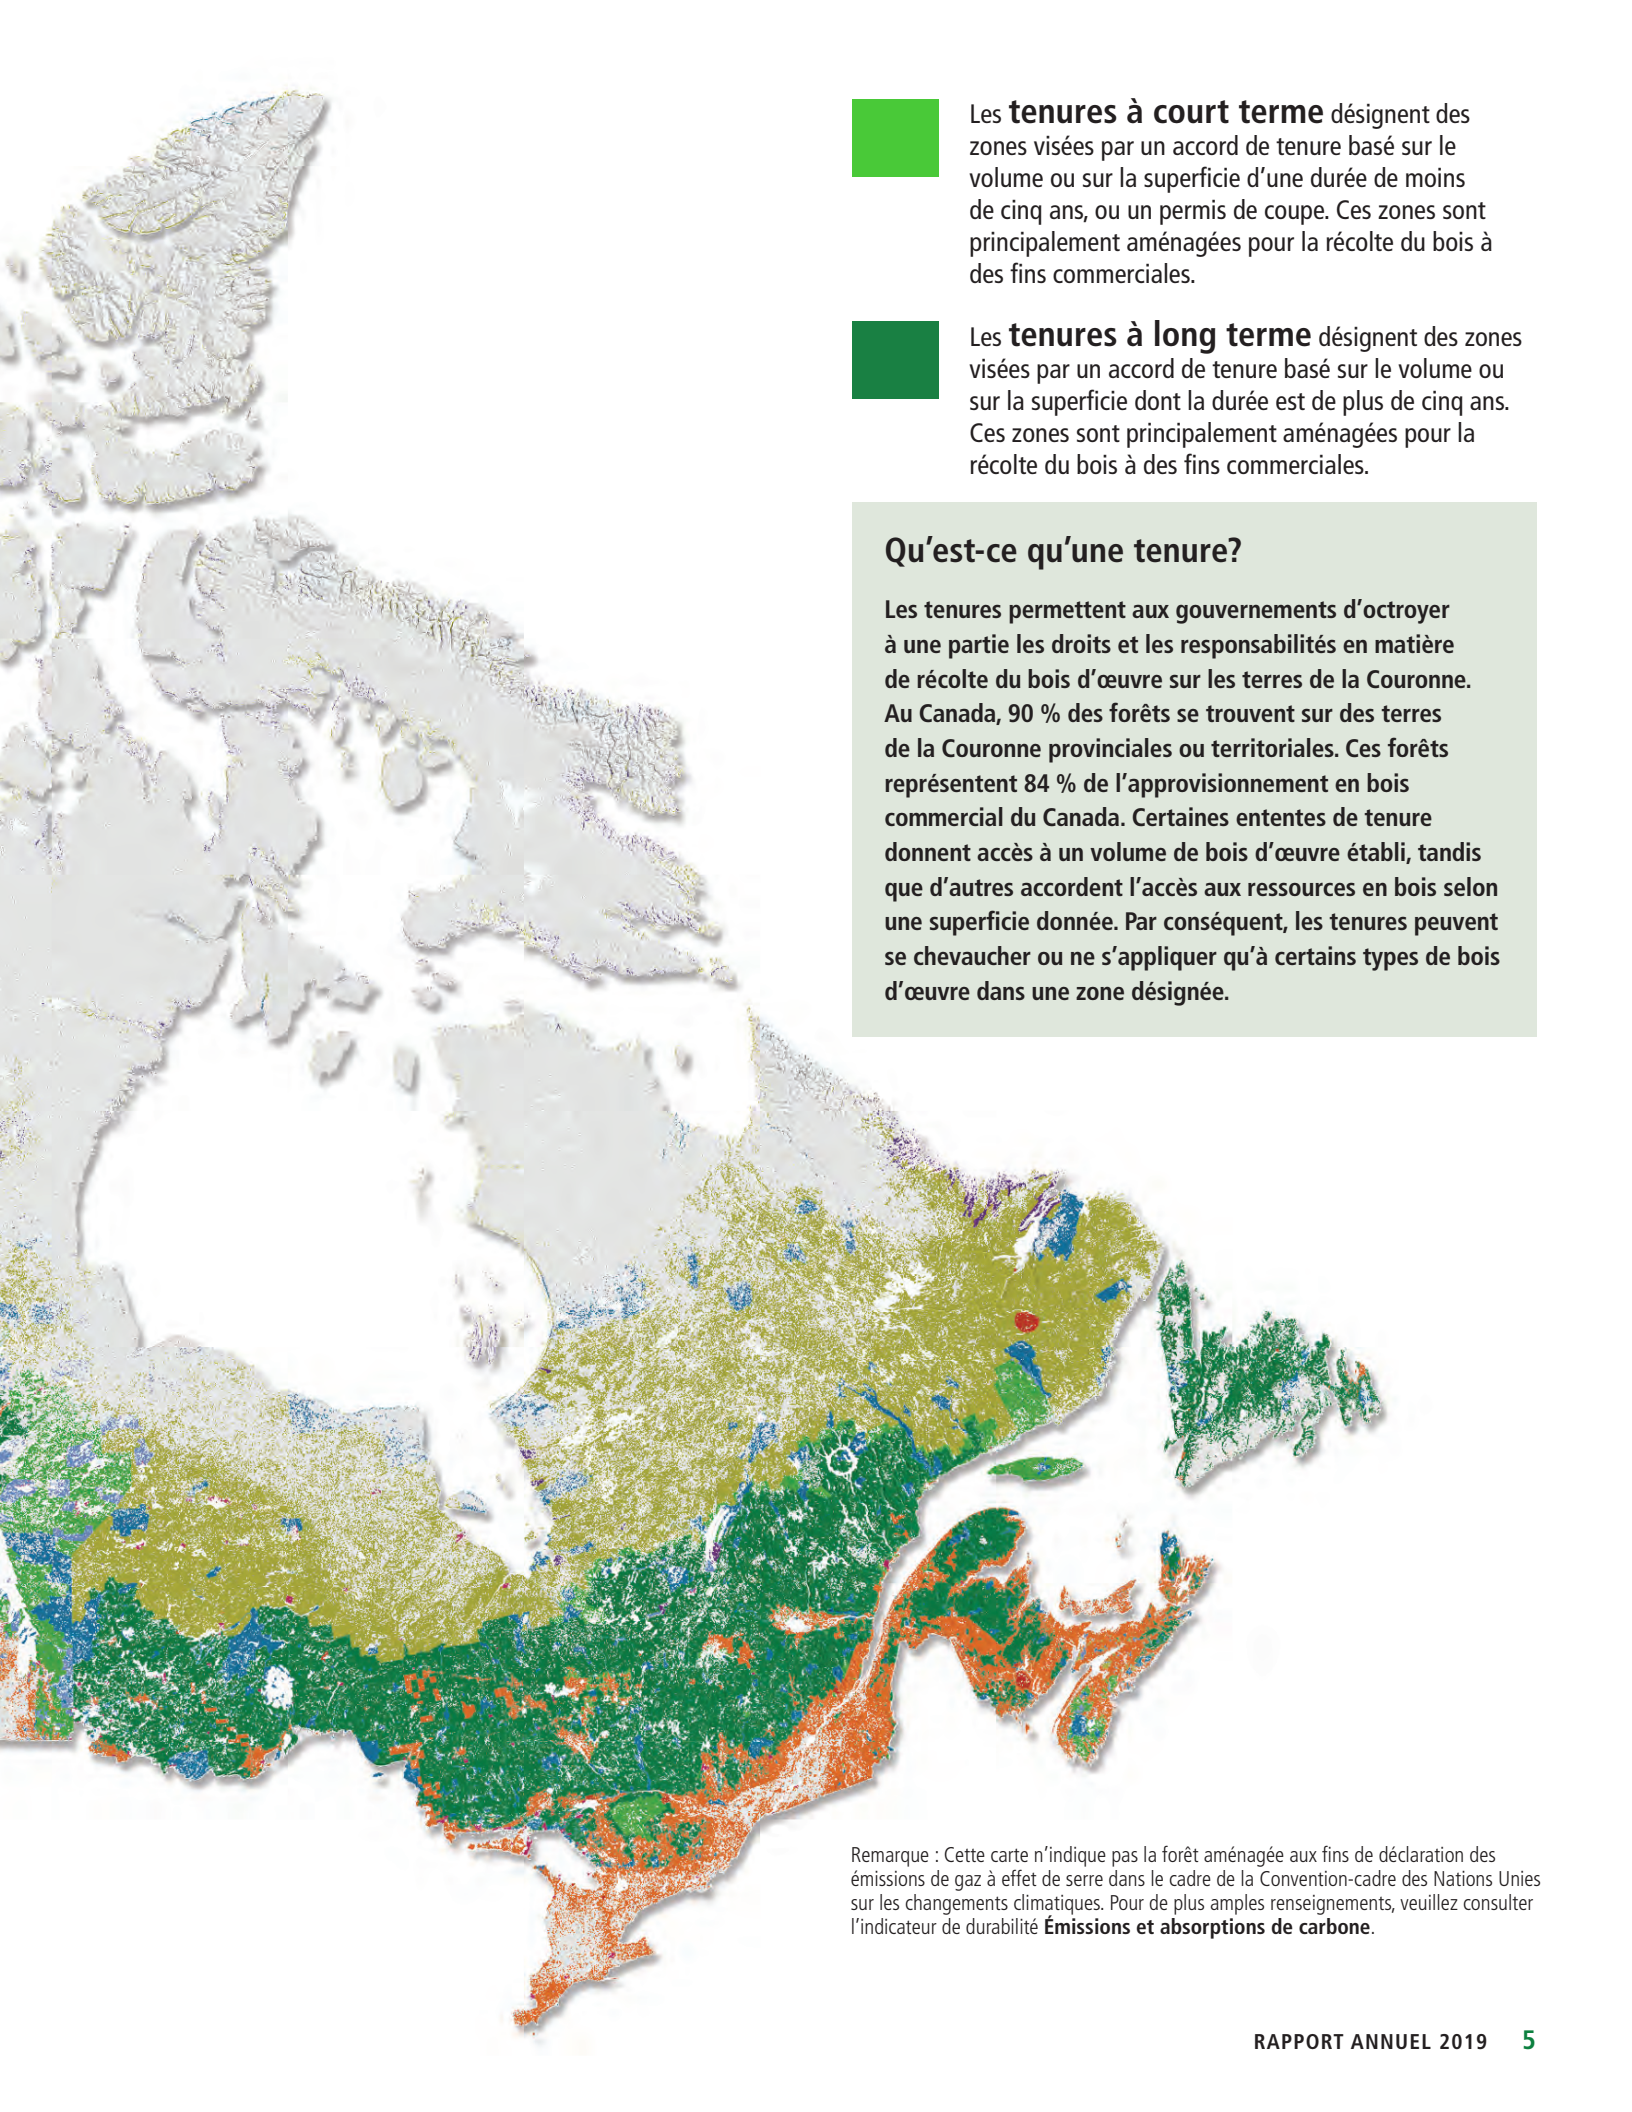 Les tenures à court terme désignent des
zones visées par un accord de tenure basé sur le
volume ou sur la superficie d’une durée de moins
de cinq ans, ou un permis de coupe. Ces zones sont
principalement aménagées pour la récolte du bois à
des fins commerciales.
Les tenures à long terme désignent des zones
visées par un accord de tenure basé sur le volume ou
sur la superficie dont la durée est de plus de cinq ans.
Ces zones sont principalement aménagées pour la
récolte du bois à des fins commerciales.
Qu’est-ce qu’une tenure?
Les tenures permettent aux gouvernements d’octroyer
à une partie les droits et les responsabilités en matière
de récolte du bois d’œuvre sur les terres de la Couronne.
Au Canada, 90 % des forêts se trouvent sur des terres
de la Couronne provinciales ou territoriales. Ces forêts
représentent 84 % de l’approvisionnement en bois
commercial du Canada. Certaines ententes de tenure
donnent accès à un volume de bois d’œuvre établi, tandis
que d’autres accordent l’accès aux ressources en bois selon
une superficie donnée. Par conséquent, les tenures peuvent
se chevaucher ou ne s’appliquer qu’à certains types de bois
d’œuvre dans une zone désignée.
Remarque : Cette carte n’indique pas la forêt aménagée aux fins de déclaration des
émissions de gaz à effet de serre dans le cadre de la Convention-cadre des Nations Unies
sur les changements climatiques. Pour de plus amples renseignements, veuillez consulter
l’indicateur de durabilité Émissions et absorptions de carbone.
RAPPORT ANNUEL 2019 5